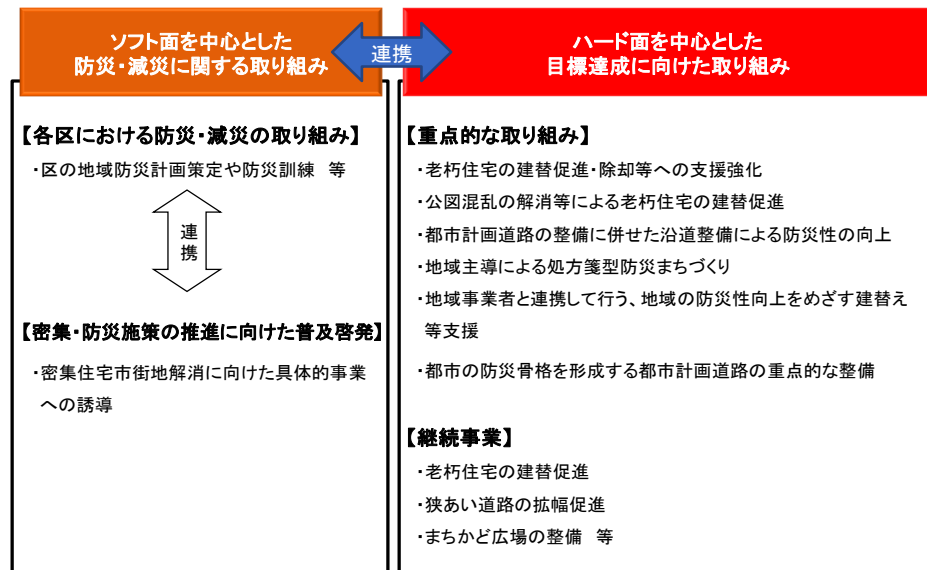 ソフト面を中心とした
防災・減災に関する取り組み
連携
ハード面を中心とした
目標達成に向けた取り組み
【各区における防災・減災の取り組み】
・区の地域防災計画策定や防災訓練　等
連
携
【密集・防災施策の推進に向けた普及啓発】
・密集住宅市街地解消に向けた具体的事業
への誘導
【重点的な取り組み】
・老朽住宅の建替促進・除却等への支援強化
・公図混乱の解消等による老朽住宅の建替促進
・都市計画道路の整備に併せた沿道整備による防災性の向上
・地域主導による処方箋型防災まちづくり
・地域事業者と連携して行う、地域の防災性向上をめざす建替え
等支援
・都市の防災骨格を形成する都市計画道路の重点的な整備
【継続事業】
・老朽住宅の建替促進
・狭あい道路の拡幅促進
・まちかど広場の整備　等